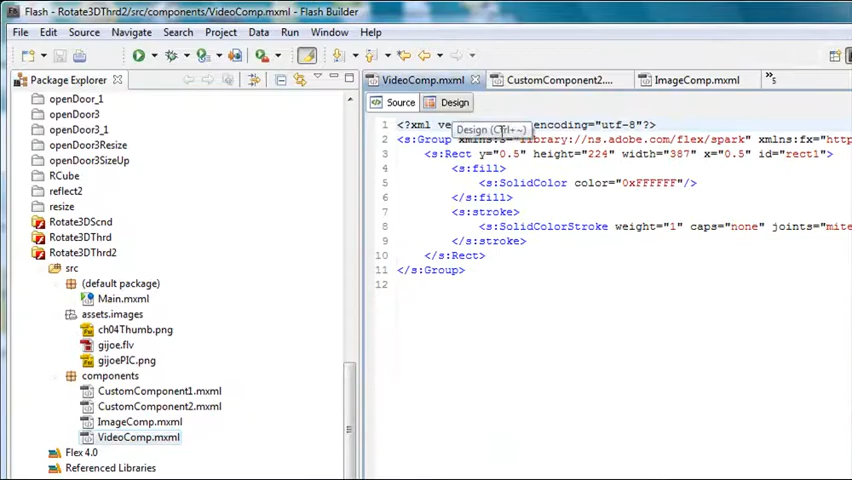 Flash - Rotate3DThrd2/src/components/VideoComp.mxml - Flash Builder
File Edit Source Navigate Search Project Data Run Window Help
Package Explorer
openDoor_1
openDoor3
openDoor3_1
openDoor3Resize
openDoor3SizeUp
RCube
reflect2
resize
Rotate3DScnd
Rotate3DThrd
Rotate3DThrd2
src
(default package)
Main.mxml
assets.images
ch04Thumb.png
gijoe.flv
gijoePIC.png
components
CustomComponent1.mxml
CustomComponent2.mxml
ImageComp.mxml
VideoComp.mxml
Flex 4.0
Referenced Libraries
VideoComp.mxml CustomComponent2.... ImageComp.mxml »5
Source Design
Design (Ctrl+~)
1 <?xml ve encoding="utf-8"?>
2 <s:Group xmlns:s="library://ns.adobe.com/flex/spark" xmlns:fx="http
3 <s:Rect y="0.5" height="224" width="387" x="0.5" id="rect1">
4 <s:fill>
5 <s:SolidColor color="0xFFFFFF"/>
6 </s:fill>
7 <s:stroke>
8 <s:SolidColorStroke weight="1" caps="none" joints="mite
9 </s:stroke>
10 </s:Rect>
11 </s:Group>
12